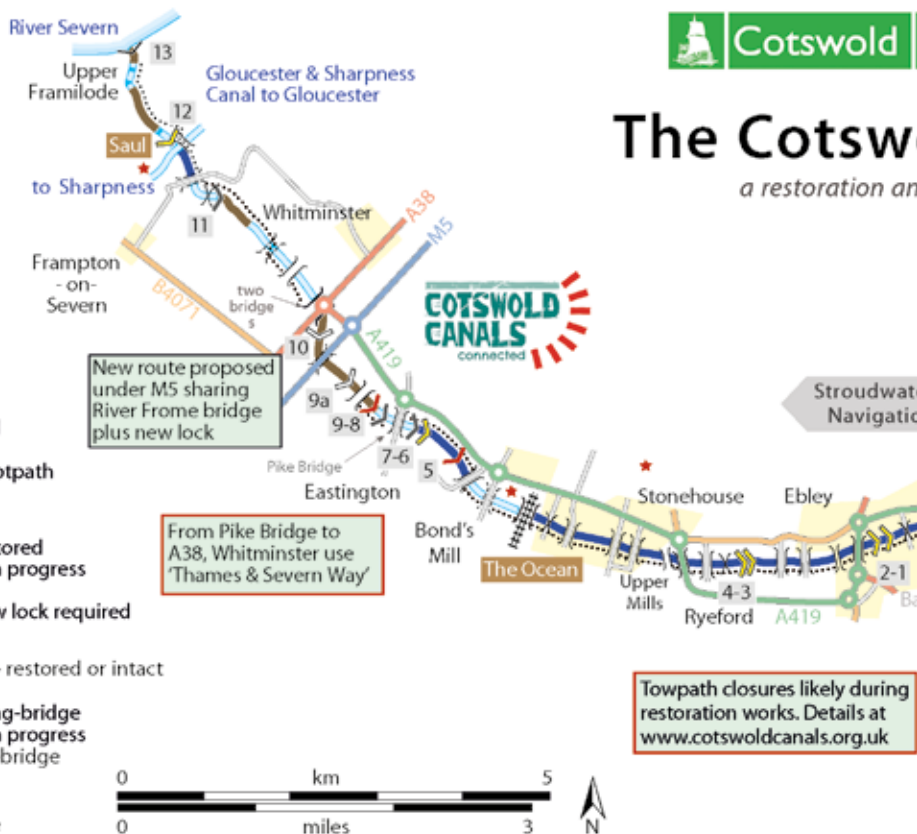 River Severn
13
Upper
Framilode
Gloucester & Sharpness
Canal to Gloucester
12
Saul
to Sharpness
11
Whitminster
A38
M5
Frampton
-on-
Severn
B4071
two
bridge
s
10
A419
COTSWOLD
CANALS
connected
Cotswold
The Cotswo
a restoration an
New route proposed
under M5 sharing
River Frome bridge
plus new lock
9a
9-8
Pike Bridge
7-6
5
Eastington
Stroudwate
Navigatio
From Pike Bridge to
A38, Whitminster use
'Thames & Severn Way'
Bond's
Mill
The Ocean
Stonehouse
Ebley
Upper
Mills
4-3
Ryeford
A419
2-1
Ba
otpath
tored
n progress
w lock required
- restored or intact
ng-bridge
n progress
bridge
Towpath closures likely during
restoration works. Details at
www.cotswoldcanals.org.uk
0 km 5
0 miles 3
N